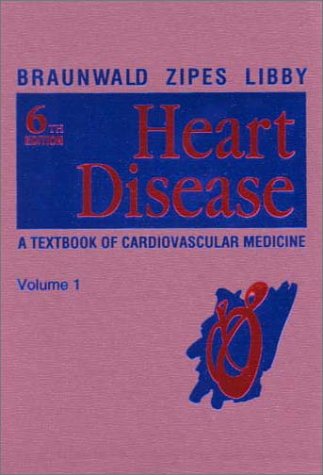 BRAUNWALD ZIPES LIBBY
6TH EDITION
Heart
Disease
A TEXTBOOK OF CARDIOVASCULAR MEDICINE
Volume 1